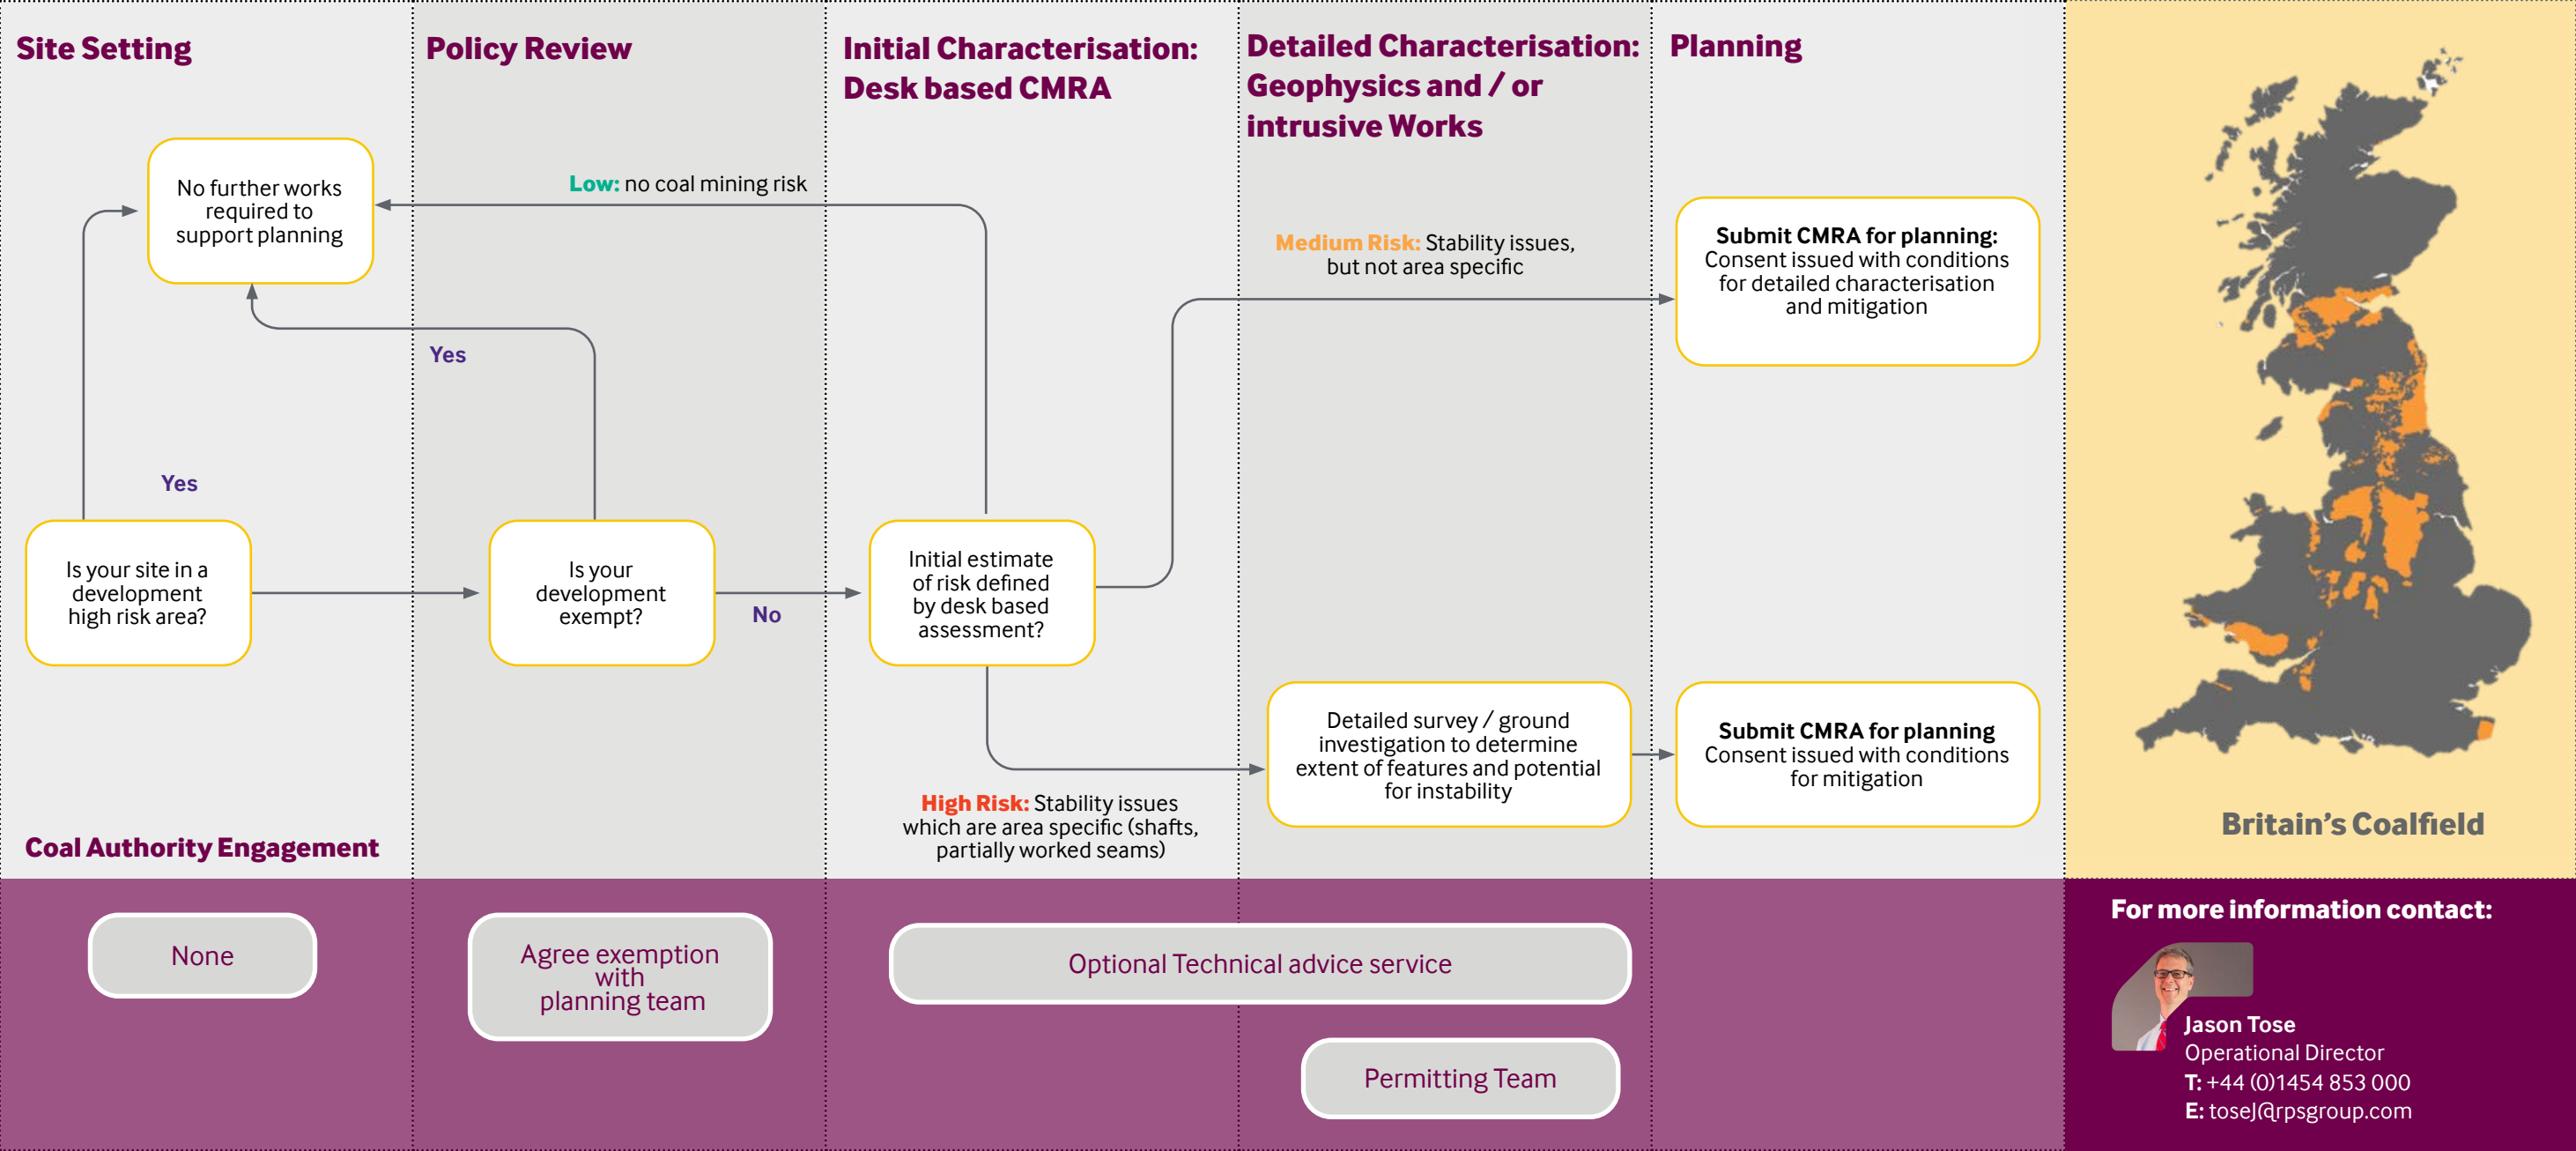 Site Setting
Policy Review
Initial Characterisation:
Desk based CMRA
Detailed Characterisation:
Geophysics and / or
intrusive Works
Planning
No further works
required to
support planning
Low: no coal mining risk
Medium Risk: Stability issues,
but not area specific
Submit CMRA for planning:
Consent issued with conditions
for detailed characterisation
and mitigation
Yes
Yes
Is your site in a
development
high risk area?
Is your
development
exempt?
No
Initial estimate
of risk defined
by desk based
assessment?
Detailed survey / ground
investigation to determine
extent of features and potential
for instability
Submit CMRA for planning
Consent issued with conditions
for mitigation
High Risk: Stability issues
which are area specific (shafts,
partially worked seams)
Britain's Coalfield
Coal Authority Engagement
None
Agree exemption
with
planning team
Optional Technical advice service
Permitting Team
For more information contact:
Jason Tose
Operational Director
T: +44 (0)1454 853 000
E: toseJ@rpsgroup.com